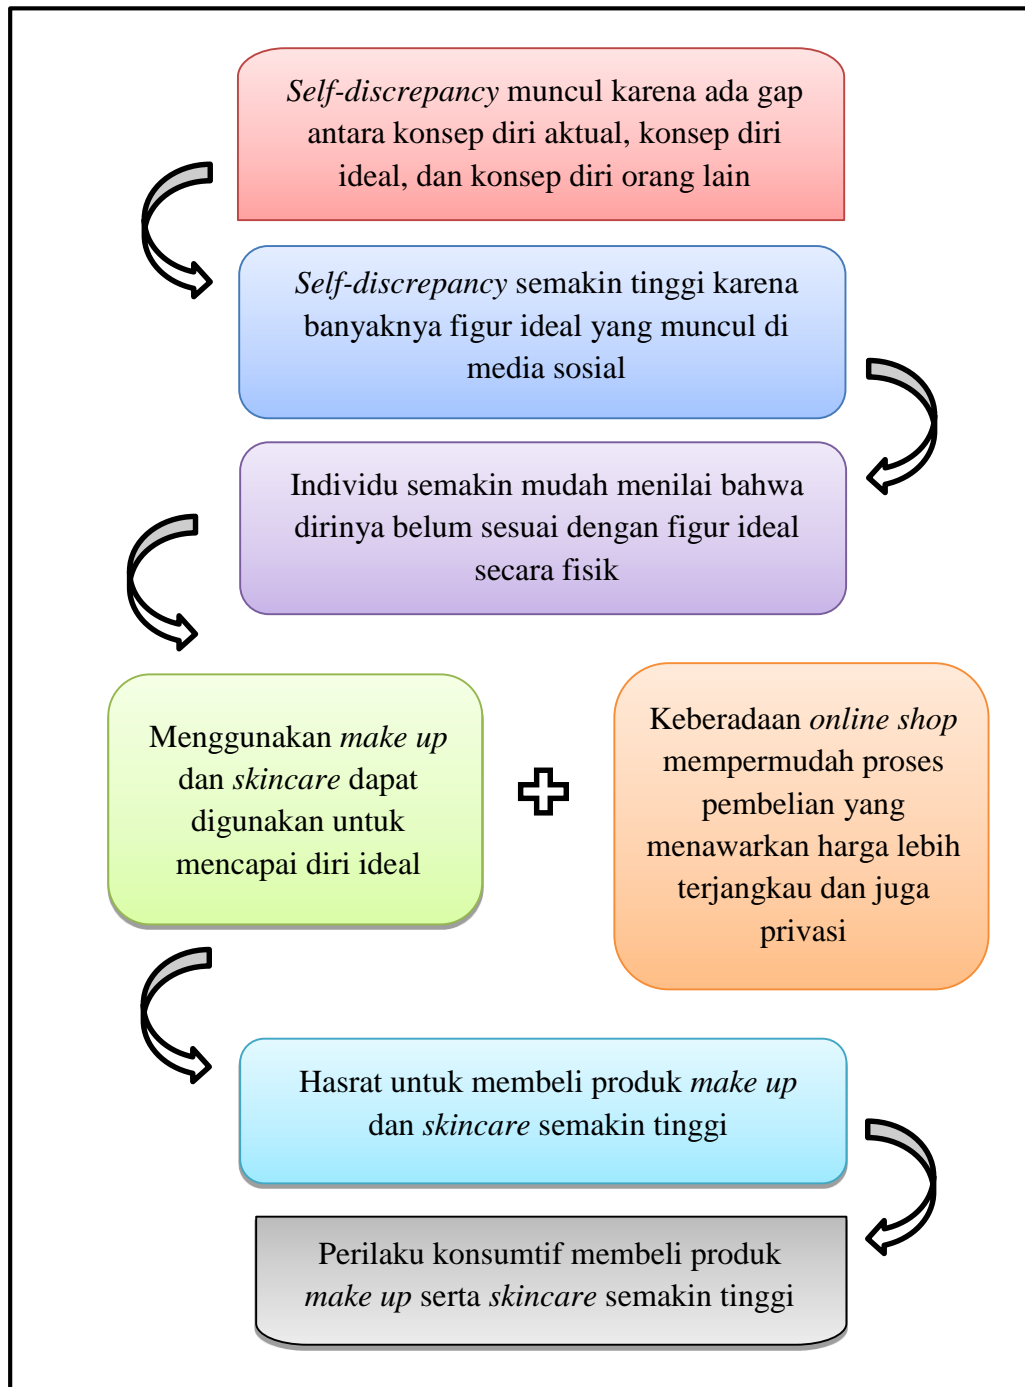 Self-discrepancy muncul karena ada gap
antara konsep diri aktual, konsep diri
ideal, dan konsep diri orang lain
Self-discrepancy semakin tinggi karena
banyaknya figur ideal yang muncul di
media sosial
Individu semakin mudah menilai bahwa
dirinya belum sesuai dengan figur ideal
secara fisik
Menggunakan make up
dan skincare dapat
digunakan untuk
mencapai diri ideal
Keberadaan online shop
mempermudah proses
pembelian yang
menawarkan harga lebih
terjangkau dan juga
privasi
Hasrat untuk membeli produk make up
dan skincare semakin tinggi
Perilaku konsumtif membeli produk
make up serta skincare semakin tinggi